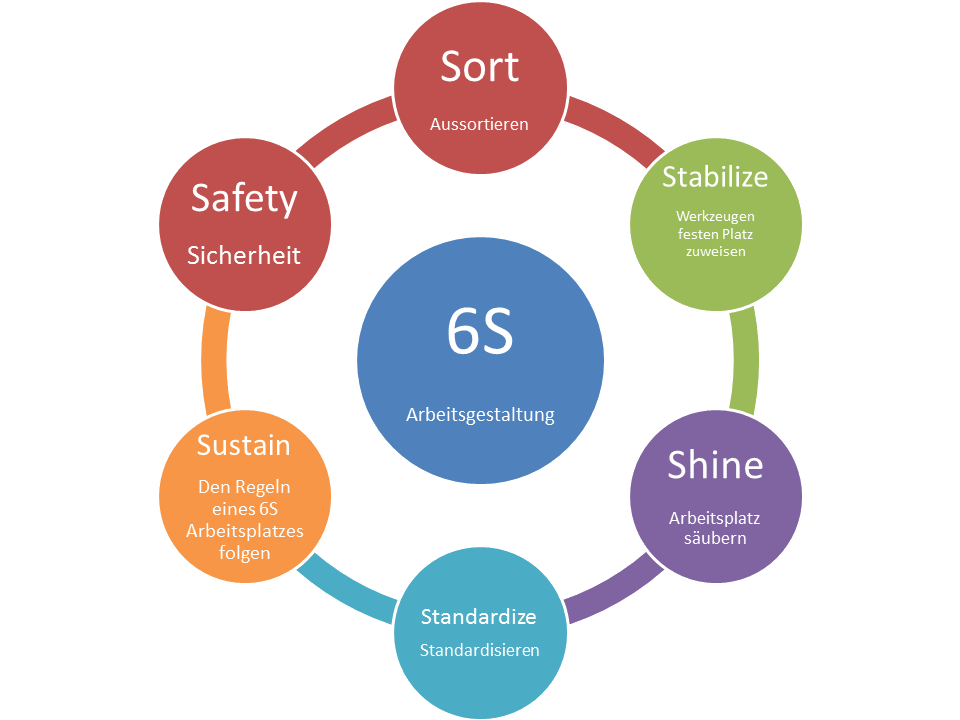 Sort
Aussortieren
Stabilize
Werkzeugen
festen Platz
zuweisen
Shine
Arbeitsplatz
säubern
Standardize
Standardisieren
Sustain
Den Regeln
eines 6S
Arbeitsplatzes
folgen
Safety
Sicherheit
6S
Arbeitsgestaltung